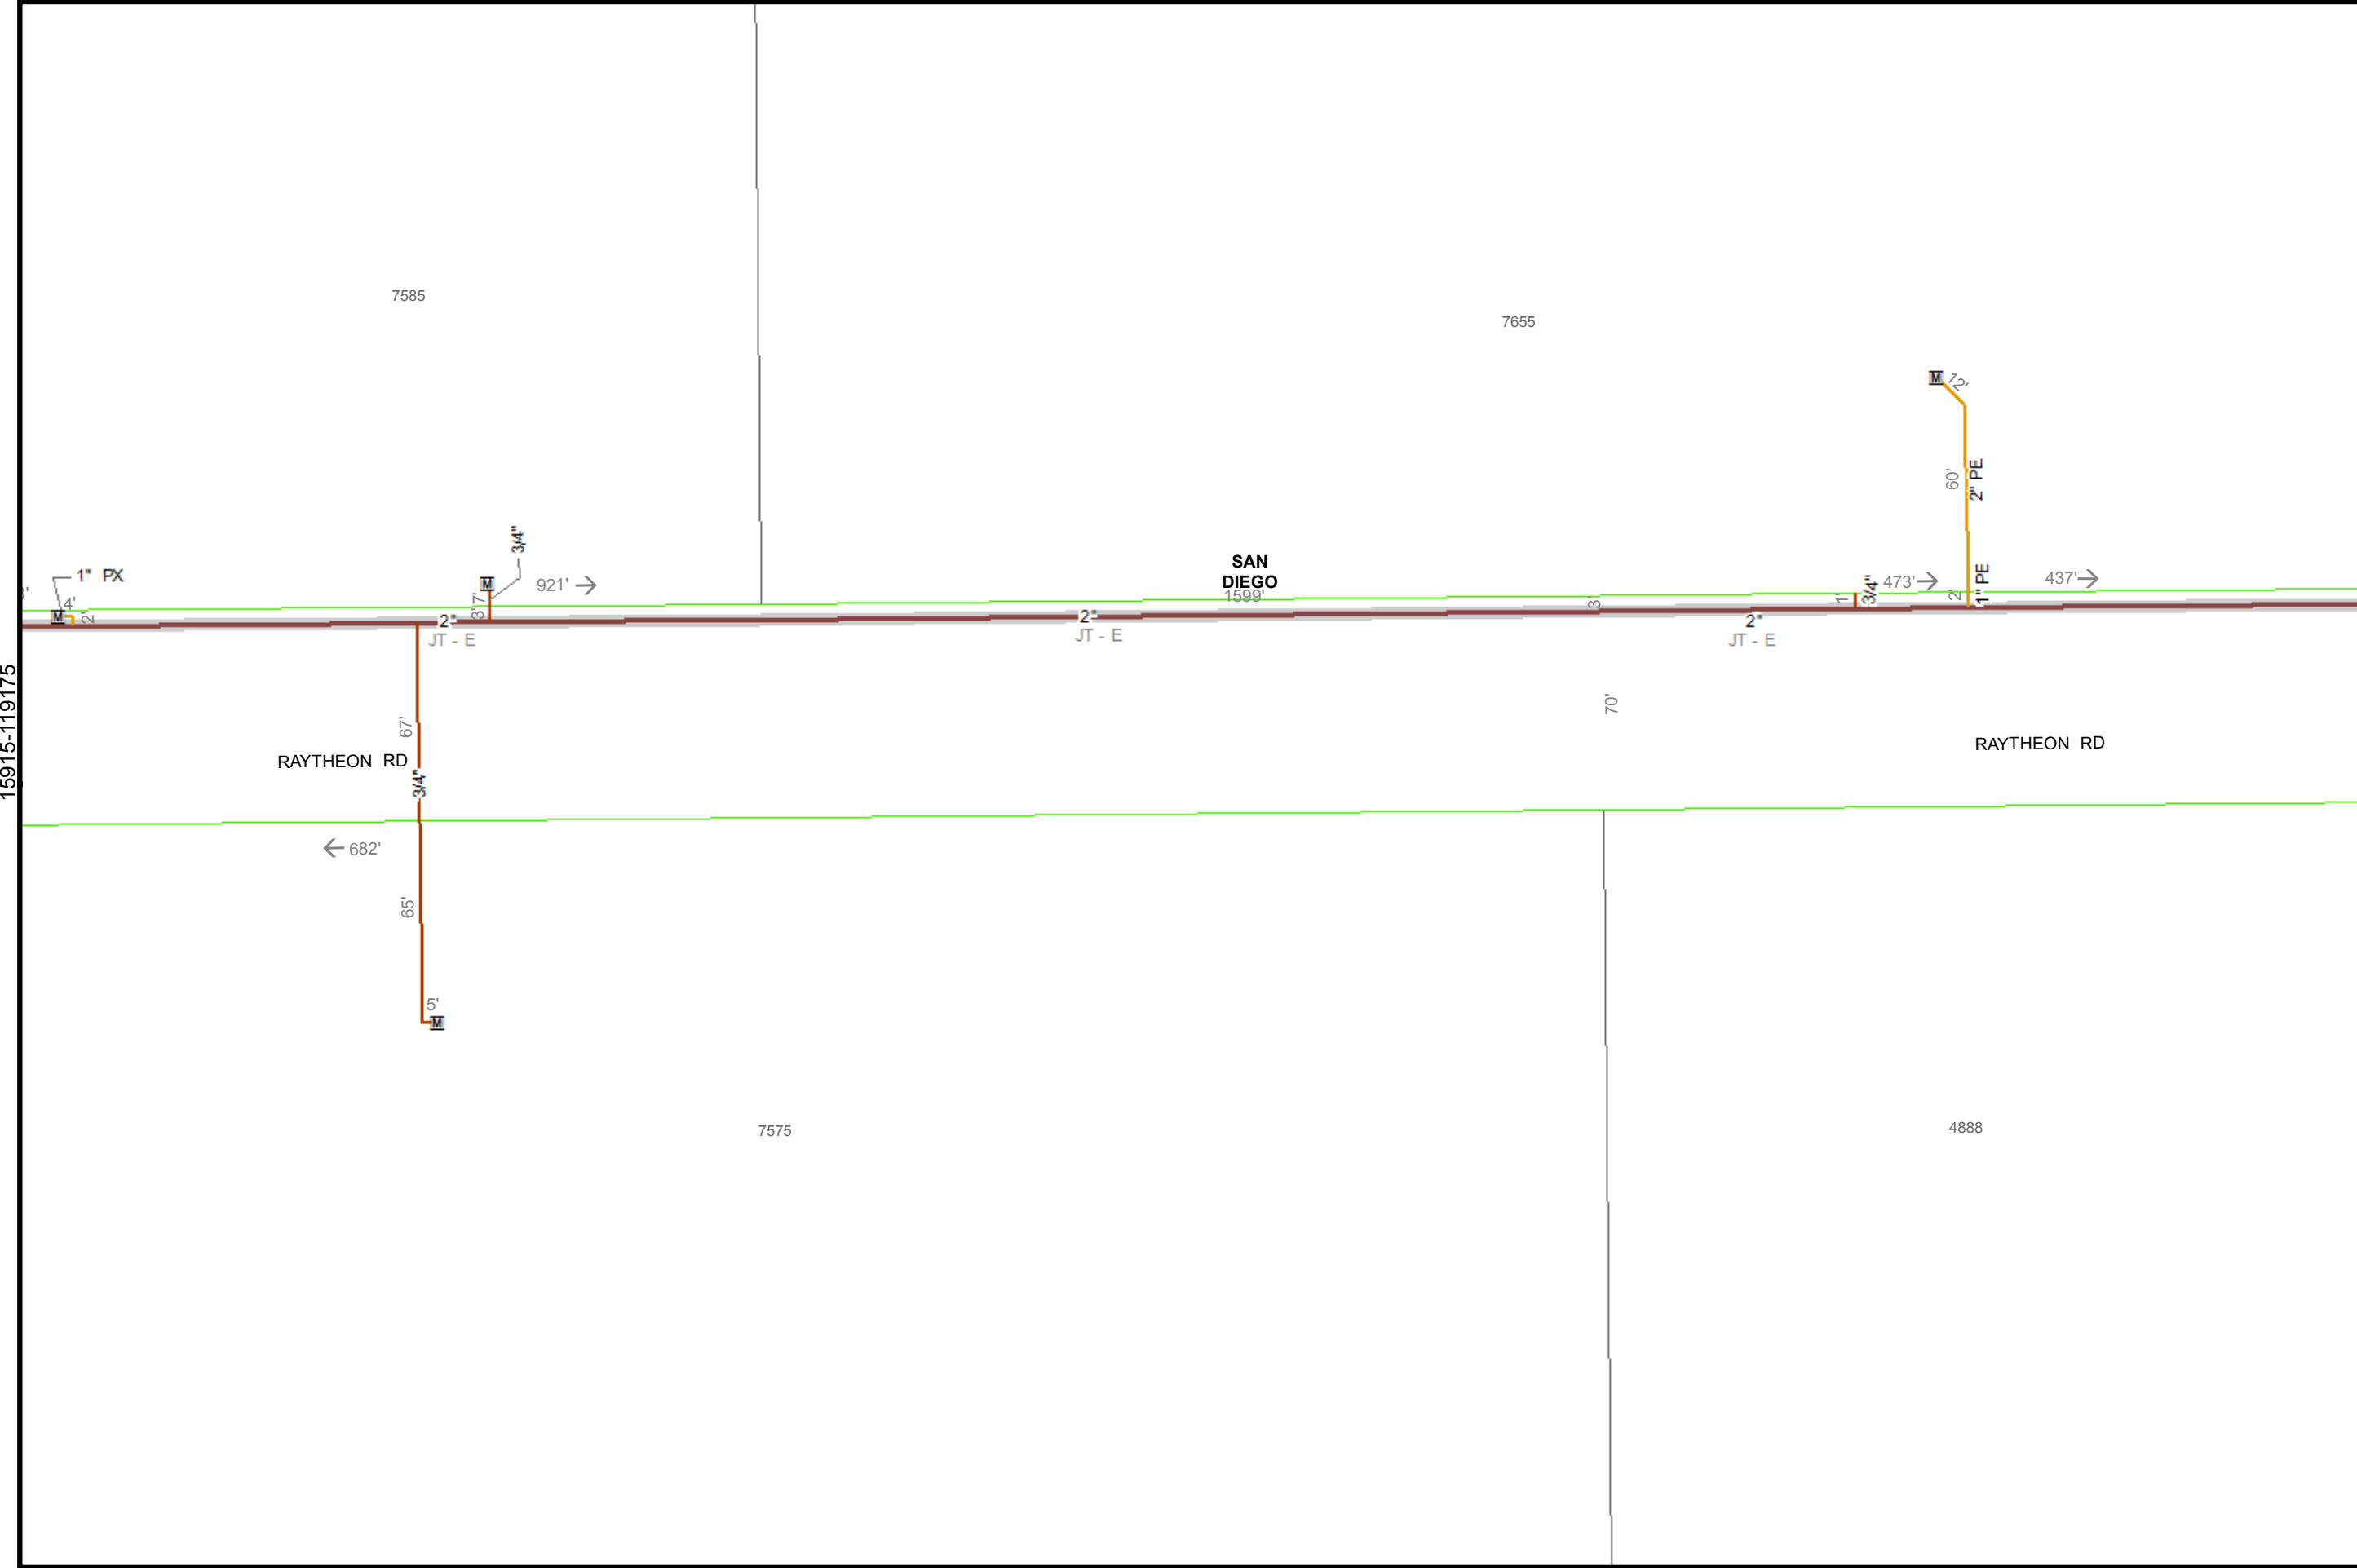 7585
7655
M
12'
60'
2" PE
3/4"
SAN
DIEGO
1599'
1" PX
M
921'
473'
437'
4'
M
2'
3'
7'
3'
1'
3/4"
2'
1" PE
2"
JT - E
2"
JT - E
2"
JT - E
15915-119175
67'
70'
RAYTHEON RD
RAYTHEON RD
3/4"
682'
65'
5'
M
7575
4888